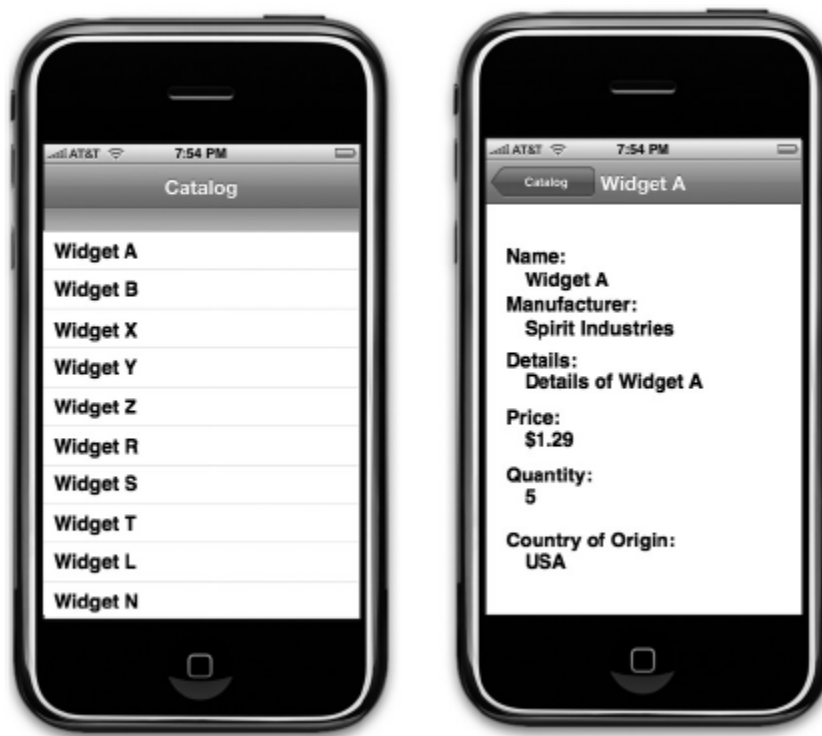 AT&T 7:54 PM
Catalog
Widget A
Widget B
Widget X
Widget Y
Widget Z
Widget R
Widget S
Widget T
Widget L
Widget N
AT&T 7:54 PM
Catalog Widget A
Name:
Widget A
Manufacturer:
Spirit Industries
Details:
Details of Widget A
Price:
$1.29
Quantity:
5
Country of Origin:
USA